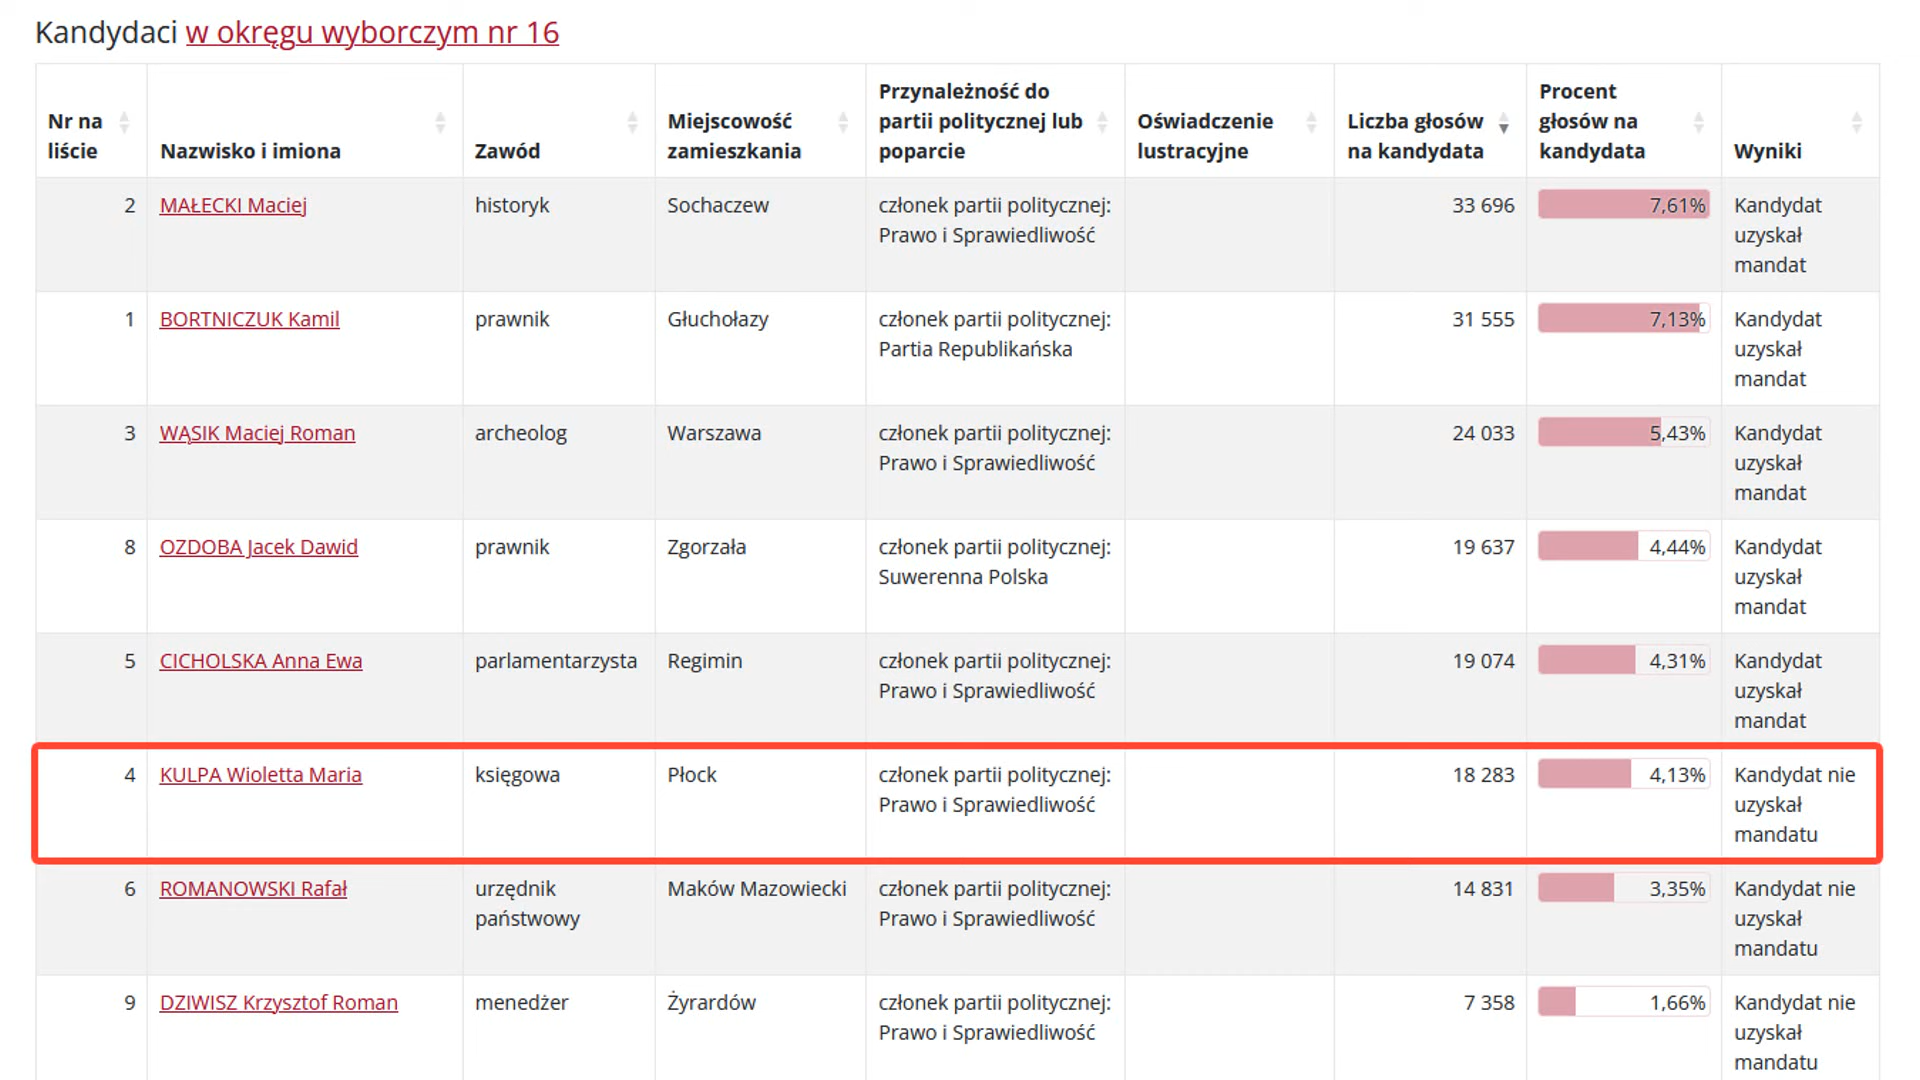 Kandydaci w okręgu wyborczym nr 16
Nr na liście Nazwisko i imiona Zawód Miejscowość zamieszkania Przynależność do partii politycznej lub poparcie Oświadczenie lustracyjne Liczba głosów na kandydata Procent głosów na kandydata Wyniki
2 MAŁECKI Maciej historyk Sochaczew członek partii politycznej: 33 696 7,61% Kandydat
Prawo i Sprawiedliwość uzyskał
mandat
1 BORTNICZUK Kamil prawnik Głuchołazy członek partii politycznej: 31 555 7,13% Kandydat
Partia Republikańska uzyskał
mandat
3 WĄSIK Maciej Roman archeolog Warszawa członek partii politycznej: 24 033 5,43% Kandydat
Prawo i Sprawiedliwość uzyskał
mandat
8 OZDOBA Jacek Dawid prawnik Zgorzała członek partii politycznej: 19 637 4,44% Kandydat
Suwerenna Polska uzyskał
mandat
5 CICHOLSKA Anna Ewa parlamentarzysta Regimin członek partii politycznej: 19 074 4,31% Kandydat
Prawo i Sprawiedliwość uzyskał
mandat
4 KULPA Wioletta Maria księgowa Płock członek partii politycznej: 18 283 4,13% Kandydat nie
Prawo i Sprawiedliwość uzyskał
mandatu
6 ROMANOWSKI Rafał urzędnik Maków Mazowiecki członek partii politycznej: 14 831 3,35% Kandydat nie
państwowy Prawo i Sprawiedliwość uzyskał
mandatu
9 DZIWISZ Krzysztof Roman menedżer Żyrardów członek partii politycznej: 7 358 1,66% Kandydat nie
Prawo i Sprawiedliwość uzyskał
mandatu